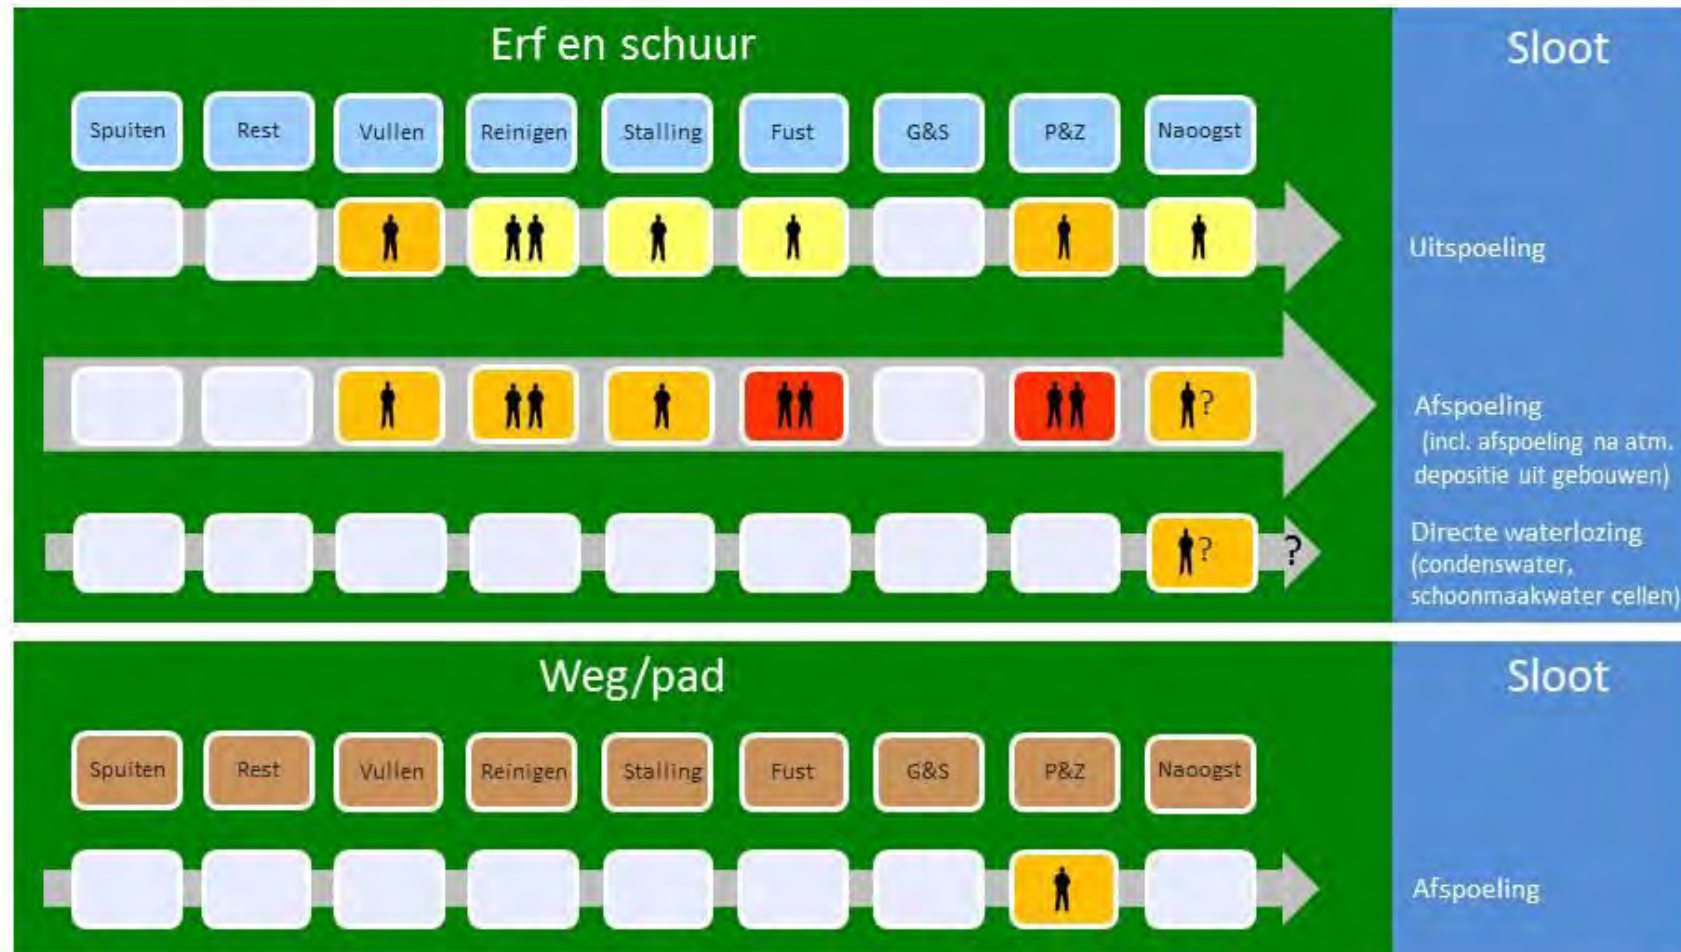 Erf en schuur
Sloot
Spuiten Rest Vullen Reinigen Stalling Fust G&S P&Z Naoogst
Uitspoeling
?
Afspoeling
(incl. afspoeling na atm.
depositie uit gebouwen)
? ?
Directe waterlozing
(condenswater,
schoonmaakwater cellen)
Weg/pad
Sloot
Spuiten Rest Vullen Reinigen Stalling Fust G&S P&Z Naoogst
Afspoeling